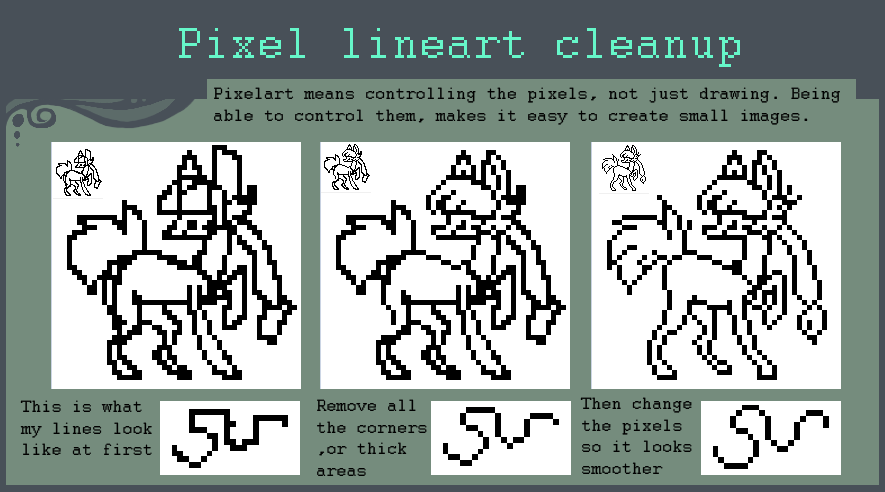 Pixel lineart cleanup
Pixelart means controlling the pixels, not just drawing. Being
able to control them, makes it easy to create small images.
This is what
my lines look
like at first
Remove all
the corners
,or thick
areas
Then change
the pixels
so it looks
smoother